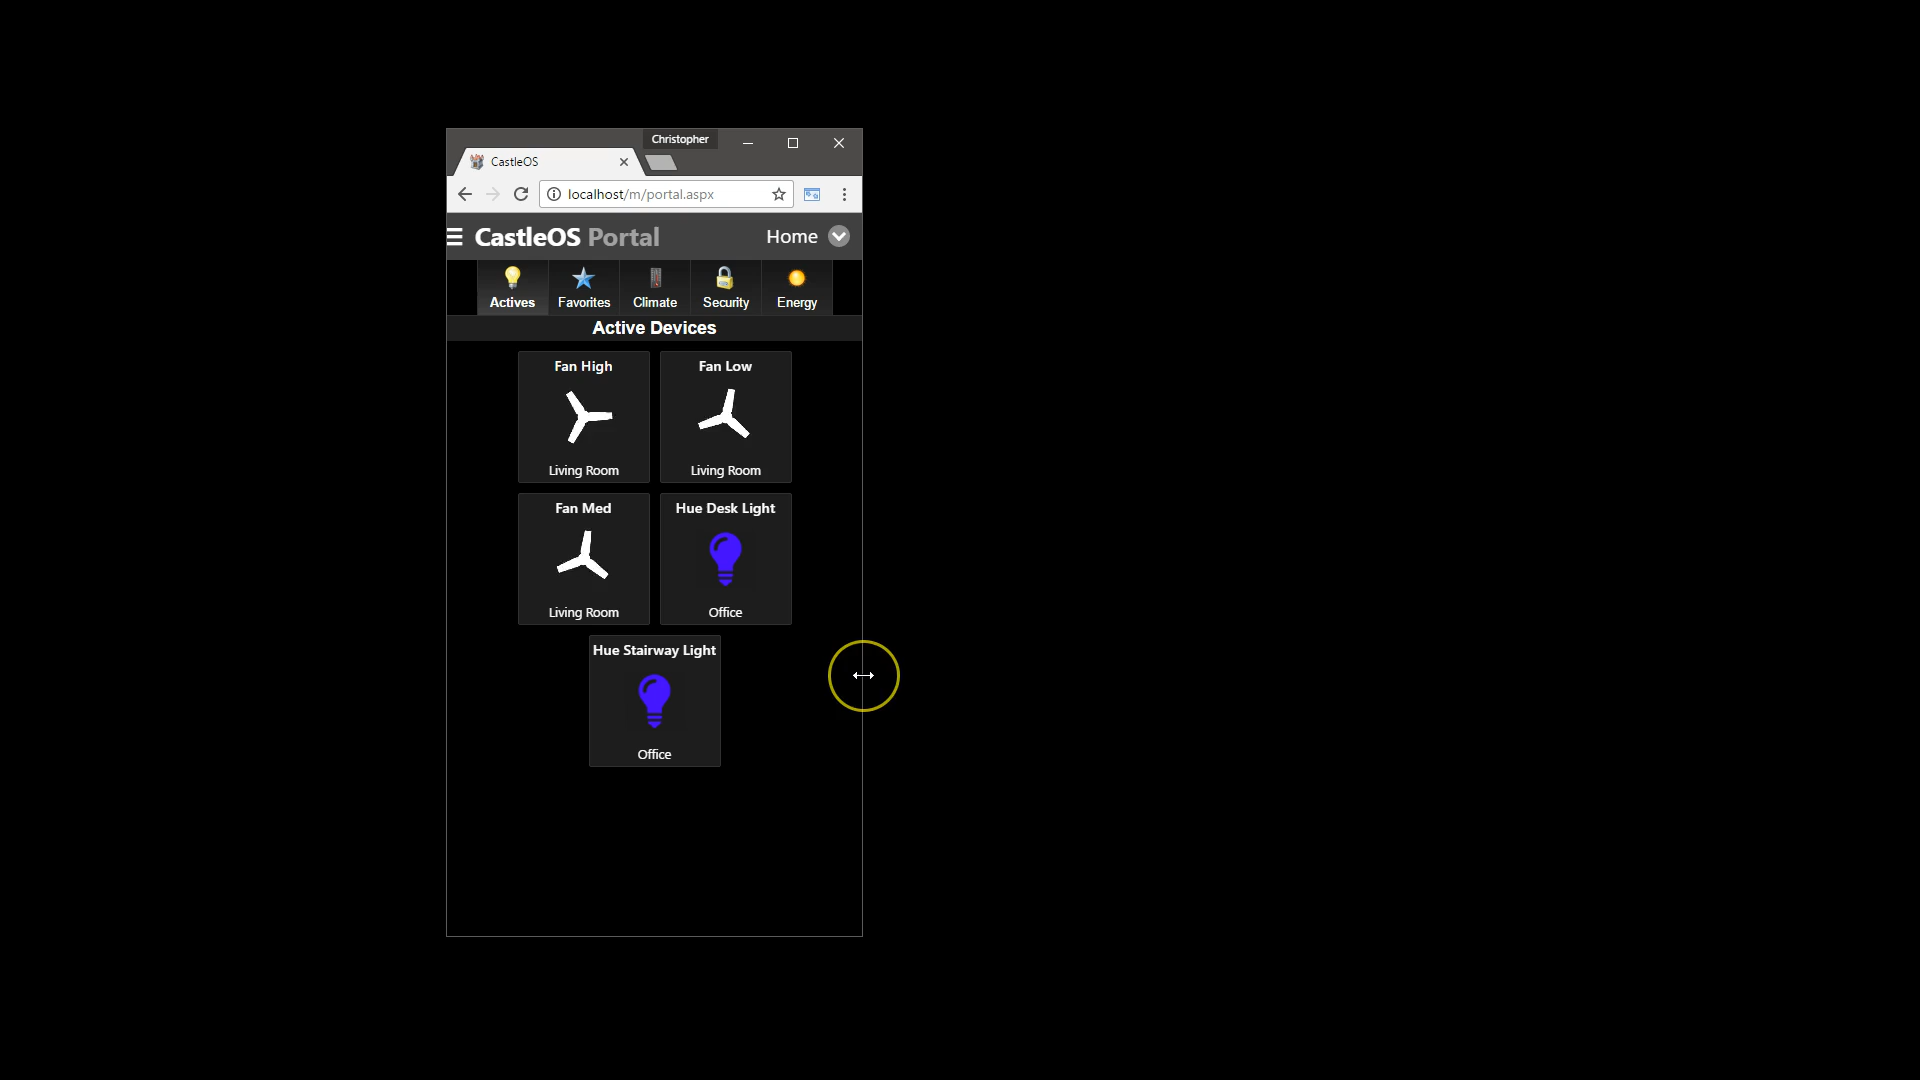 Christopher
CastleOS
localhost/m/portal.aspx
CastleOS Portal Home
Actives Favorites Climate Security Energy
Active Devices
Fan High Fan Low
Living Room Living Room
Fan Med Hue Desk Light
Living Room Office
Hue Stairway Light
Office